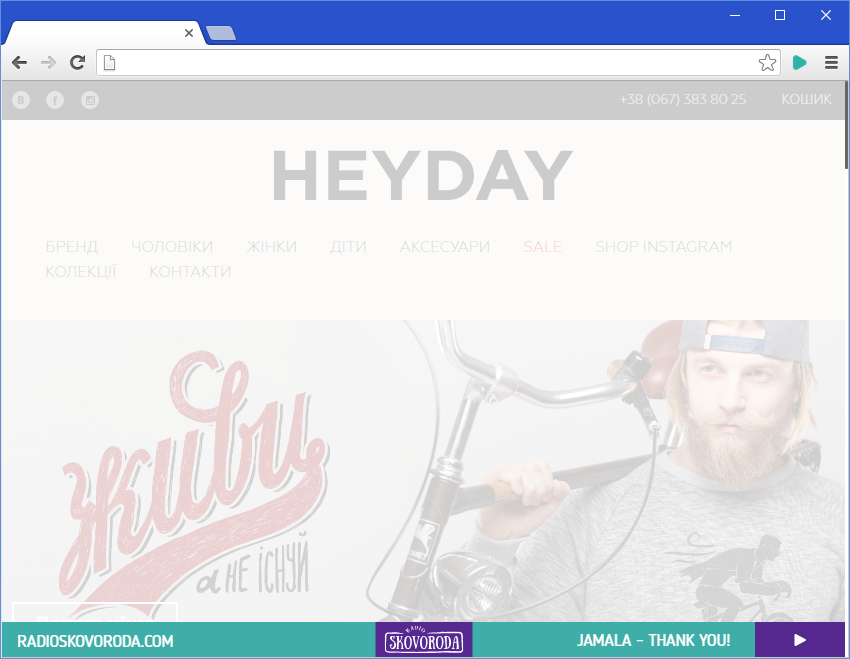 +38 (067) 383 80 25 КОШИК
HEYDAY
БРЕНД ЧОЛОВІКИ ЖІНКИ ДІТИ АКСЕСУАРИ SALE SHOP INSTAGRAM
КОЛЕКЦІЇ КОНТАКТИ
Живи
а не існуй
RADIOSKOVORODA.COM
RADIO
SKOVORODA
JAMALA - THANK YOU!